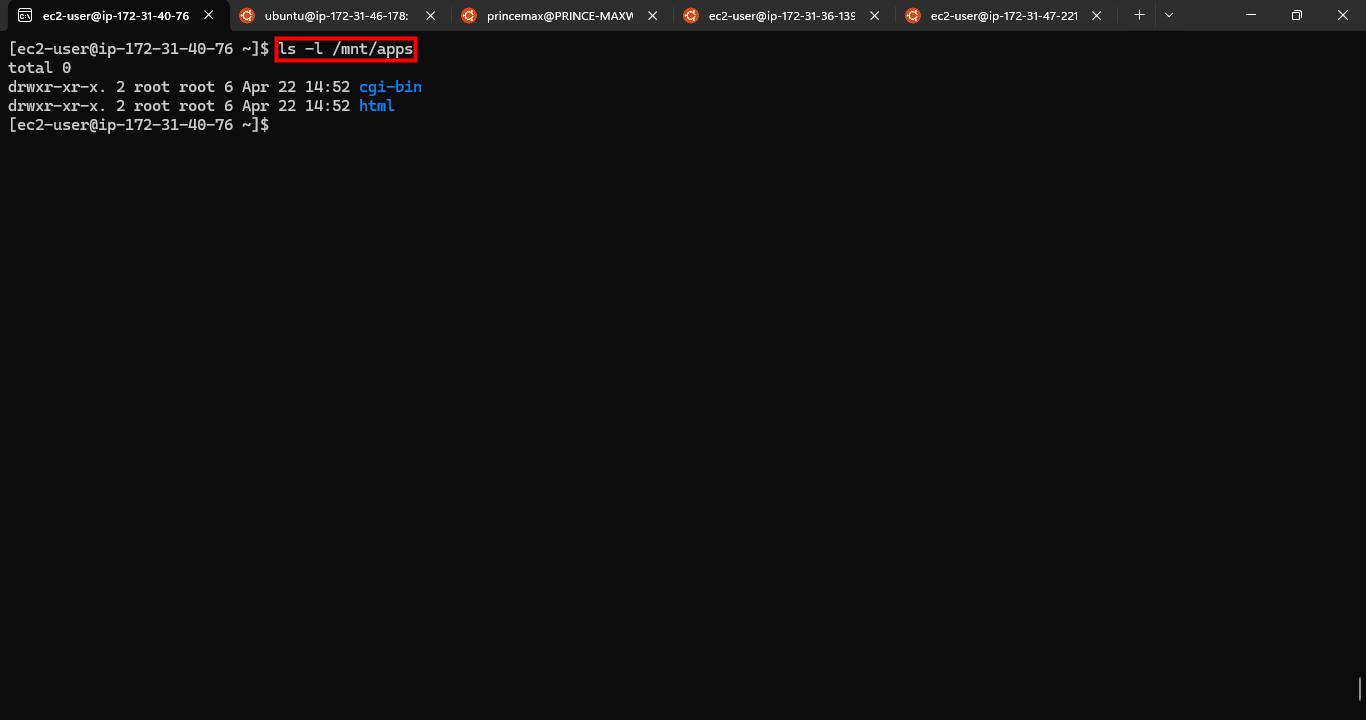 ec2-user@ip-172-31-40-76
ubuntu@ip-172-31-46-178:
princemax@PRINCE-MAXW
ec2-user@ip-172-31-36-139
ec2-user@ip-172-31-47-221
[ec2-user@ip-172-31-40-76 ~]$ ls -l /mnt/apps
total 0
drwxr-xr-x. 2 root root 6 Apr 22 14:52 cgi-bin
drwxr-xr-x. 2 root root 6 Apr 22 14:52 html
[ec2-user@ip-172-31-40-76 ~]$